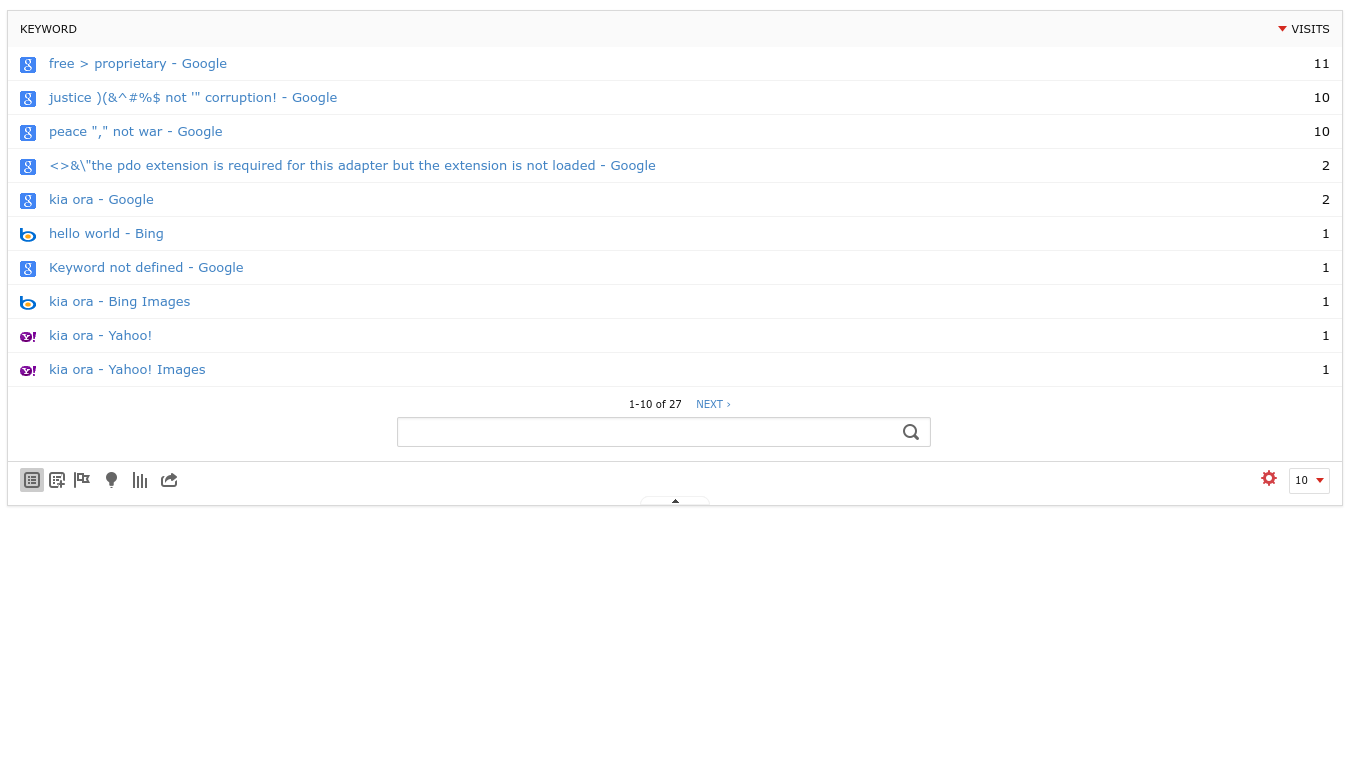 KEYWORD VISITS
free > proprietary - Google 11
justice )(&^#%$ not '" corruption! - Google 10
peace "," not war - Google 10
<>&\"the pdo extension is required for this adapter but the extension is not loaded - Google 2
kia ora - Google 2
hello world - Bing 1
Keyword not defined - Google 1
kia ora - Bing Images 1
kia ora - Yahoo! 1
kia ora - Yahoo! Images 1
1-10 of 27 NEXT ›
10